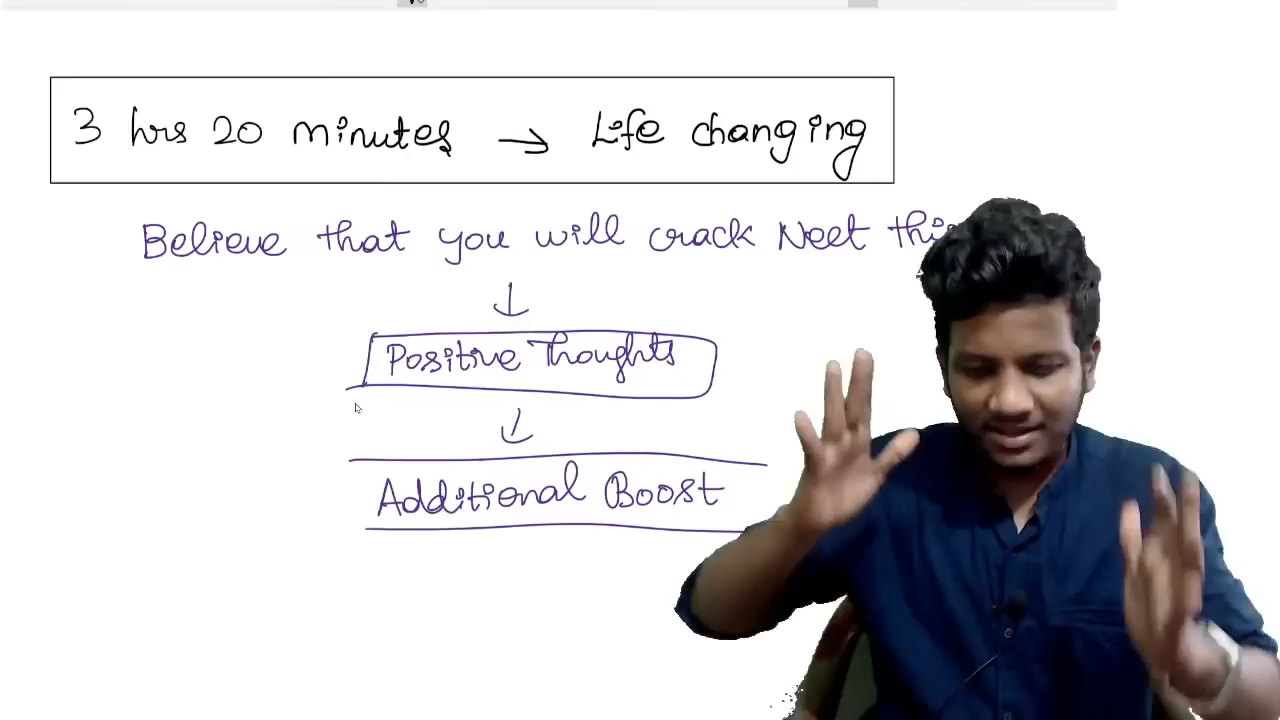 3 hrs 20 minutes → Life changing
Believe that you will crack Neet
↓
Positive Thoughts
↓
Additional Boost